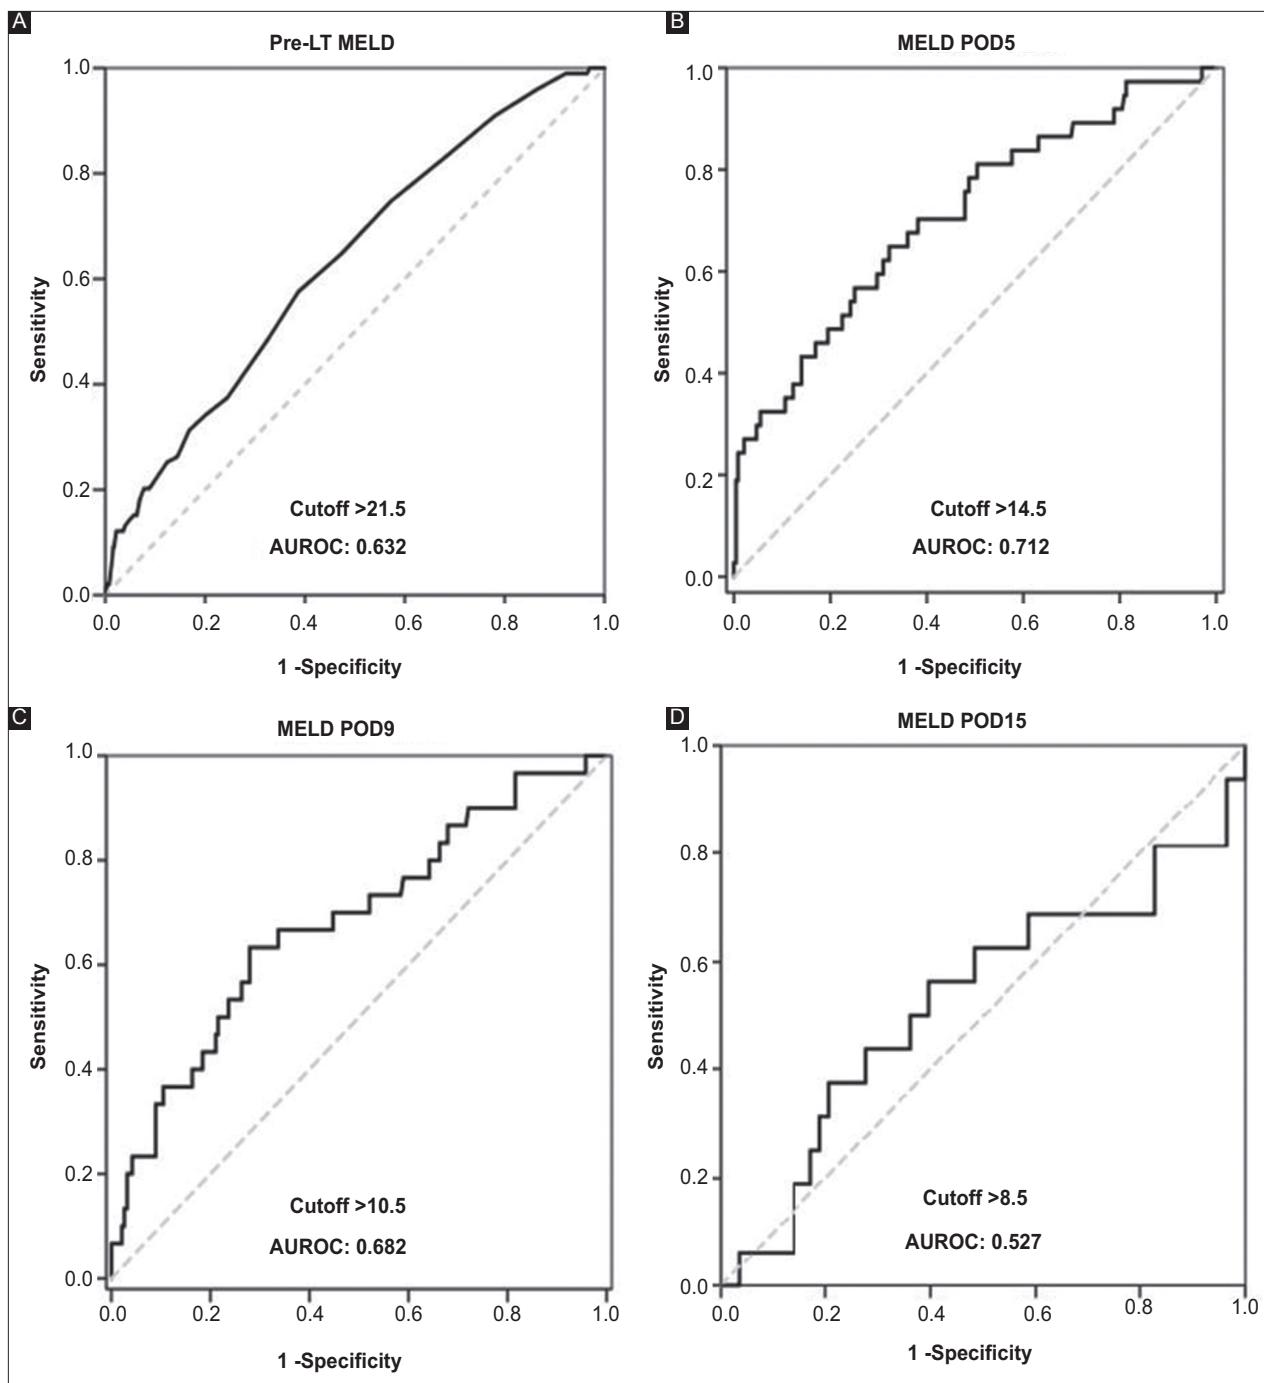 A
Pre-LT MELD
1.0
0.8
0.6
0.4
0.2
0.0
Sensitivity
Cutoff >21.5
AUROC: 0.632
0.0 0.2 0.4 0.6 0.8 1.0
1 -Specificity
B
MELD POD5
1.0
0.8
0.6
0.4
0.2
0.0
Sensitivity
Cutoff >14.5
AUROC: 0.712
0.0 0.2 0.4 0.6 0.8 1.0
1 -Specificity
C
MELD POD9
1.0
0.8
0.6
0.4
0.2
0.0
Sensitivity
Cutoff >10.5
AUROC: 0.682
0.0 0.2 0.4 0.6 0.8 1.0
1 -Specificity
D
MELD POD15
1.0
0.8
0.6
0.4
0.2
0.0
Sensitivity
Cutoff >8.5
AUROC: 0.527
0.0 0.2 0.4 0.6 0.8 1.0
1 -Specificity